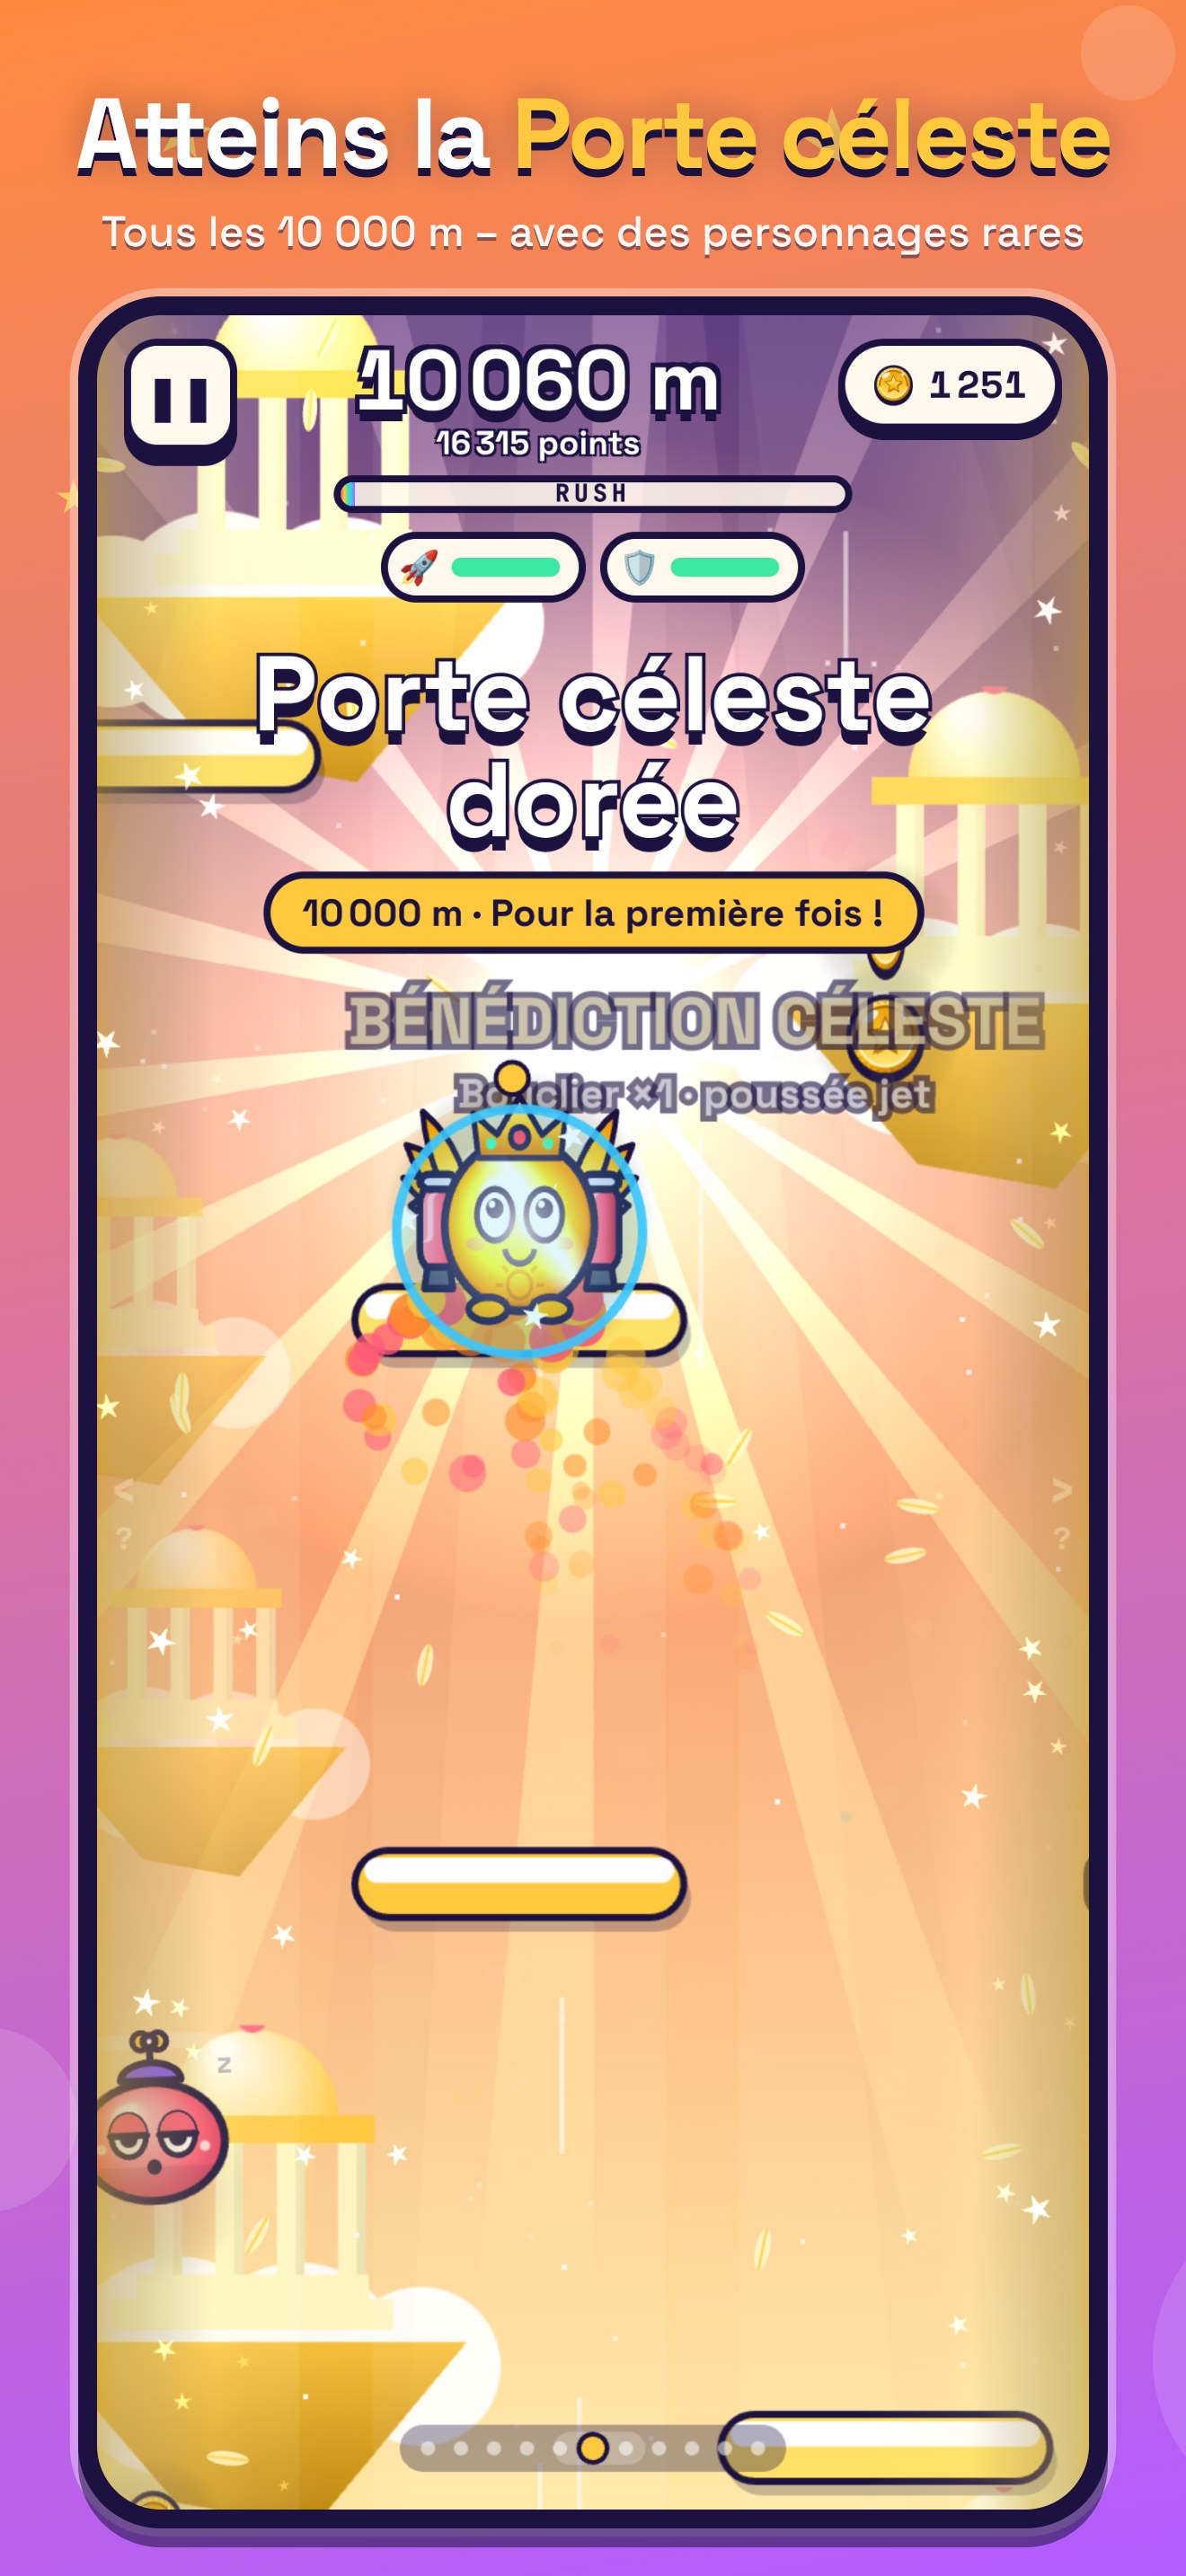 Atteins la Porte céleste
Tous les 10 000 m – avec des personnages rares
10 060 m
1 251
16 315 points
RUSH
Porte céleste
dorée
10 000 m · Pour la première fois !
BÉNÉDICTION CÉLESTE
Bouclier ×1 • poussée jet
< >
? ?
z